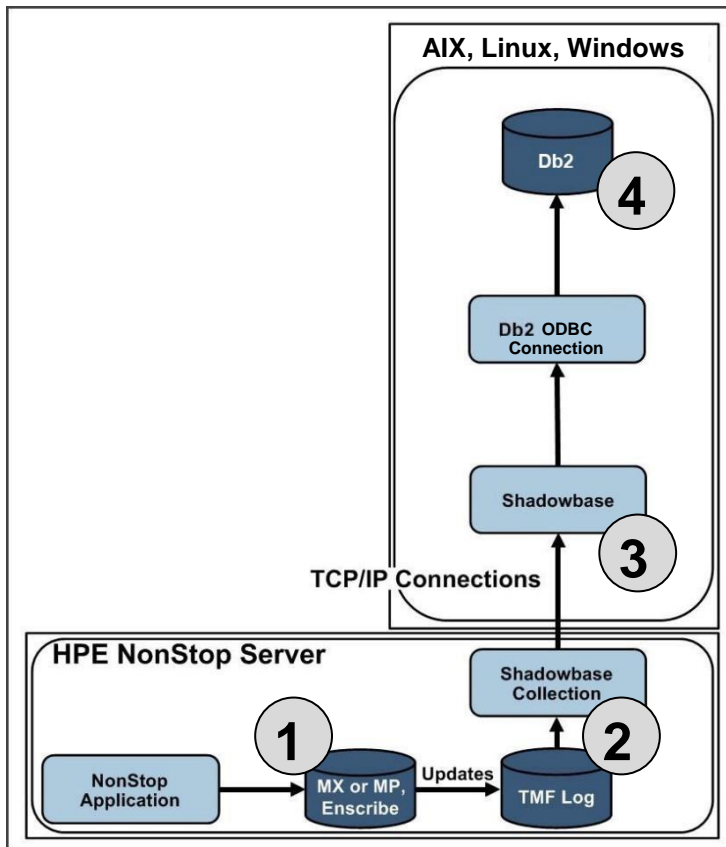 AIX, Linux, Windows
Db2
4
Db2 ODBC
Connection
Shadowbase
3
TCP/IP Connections
HPE NonStop Server
Shadowbase
Collection
1
2
NonStop
Application
MX or MP,
Enscribe
Updates
TMF Log